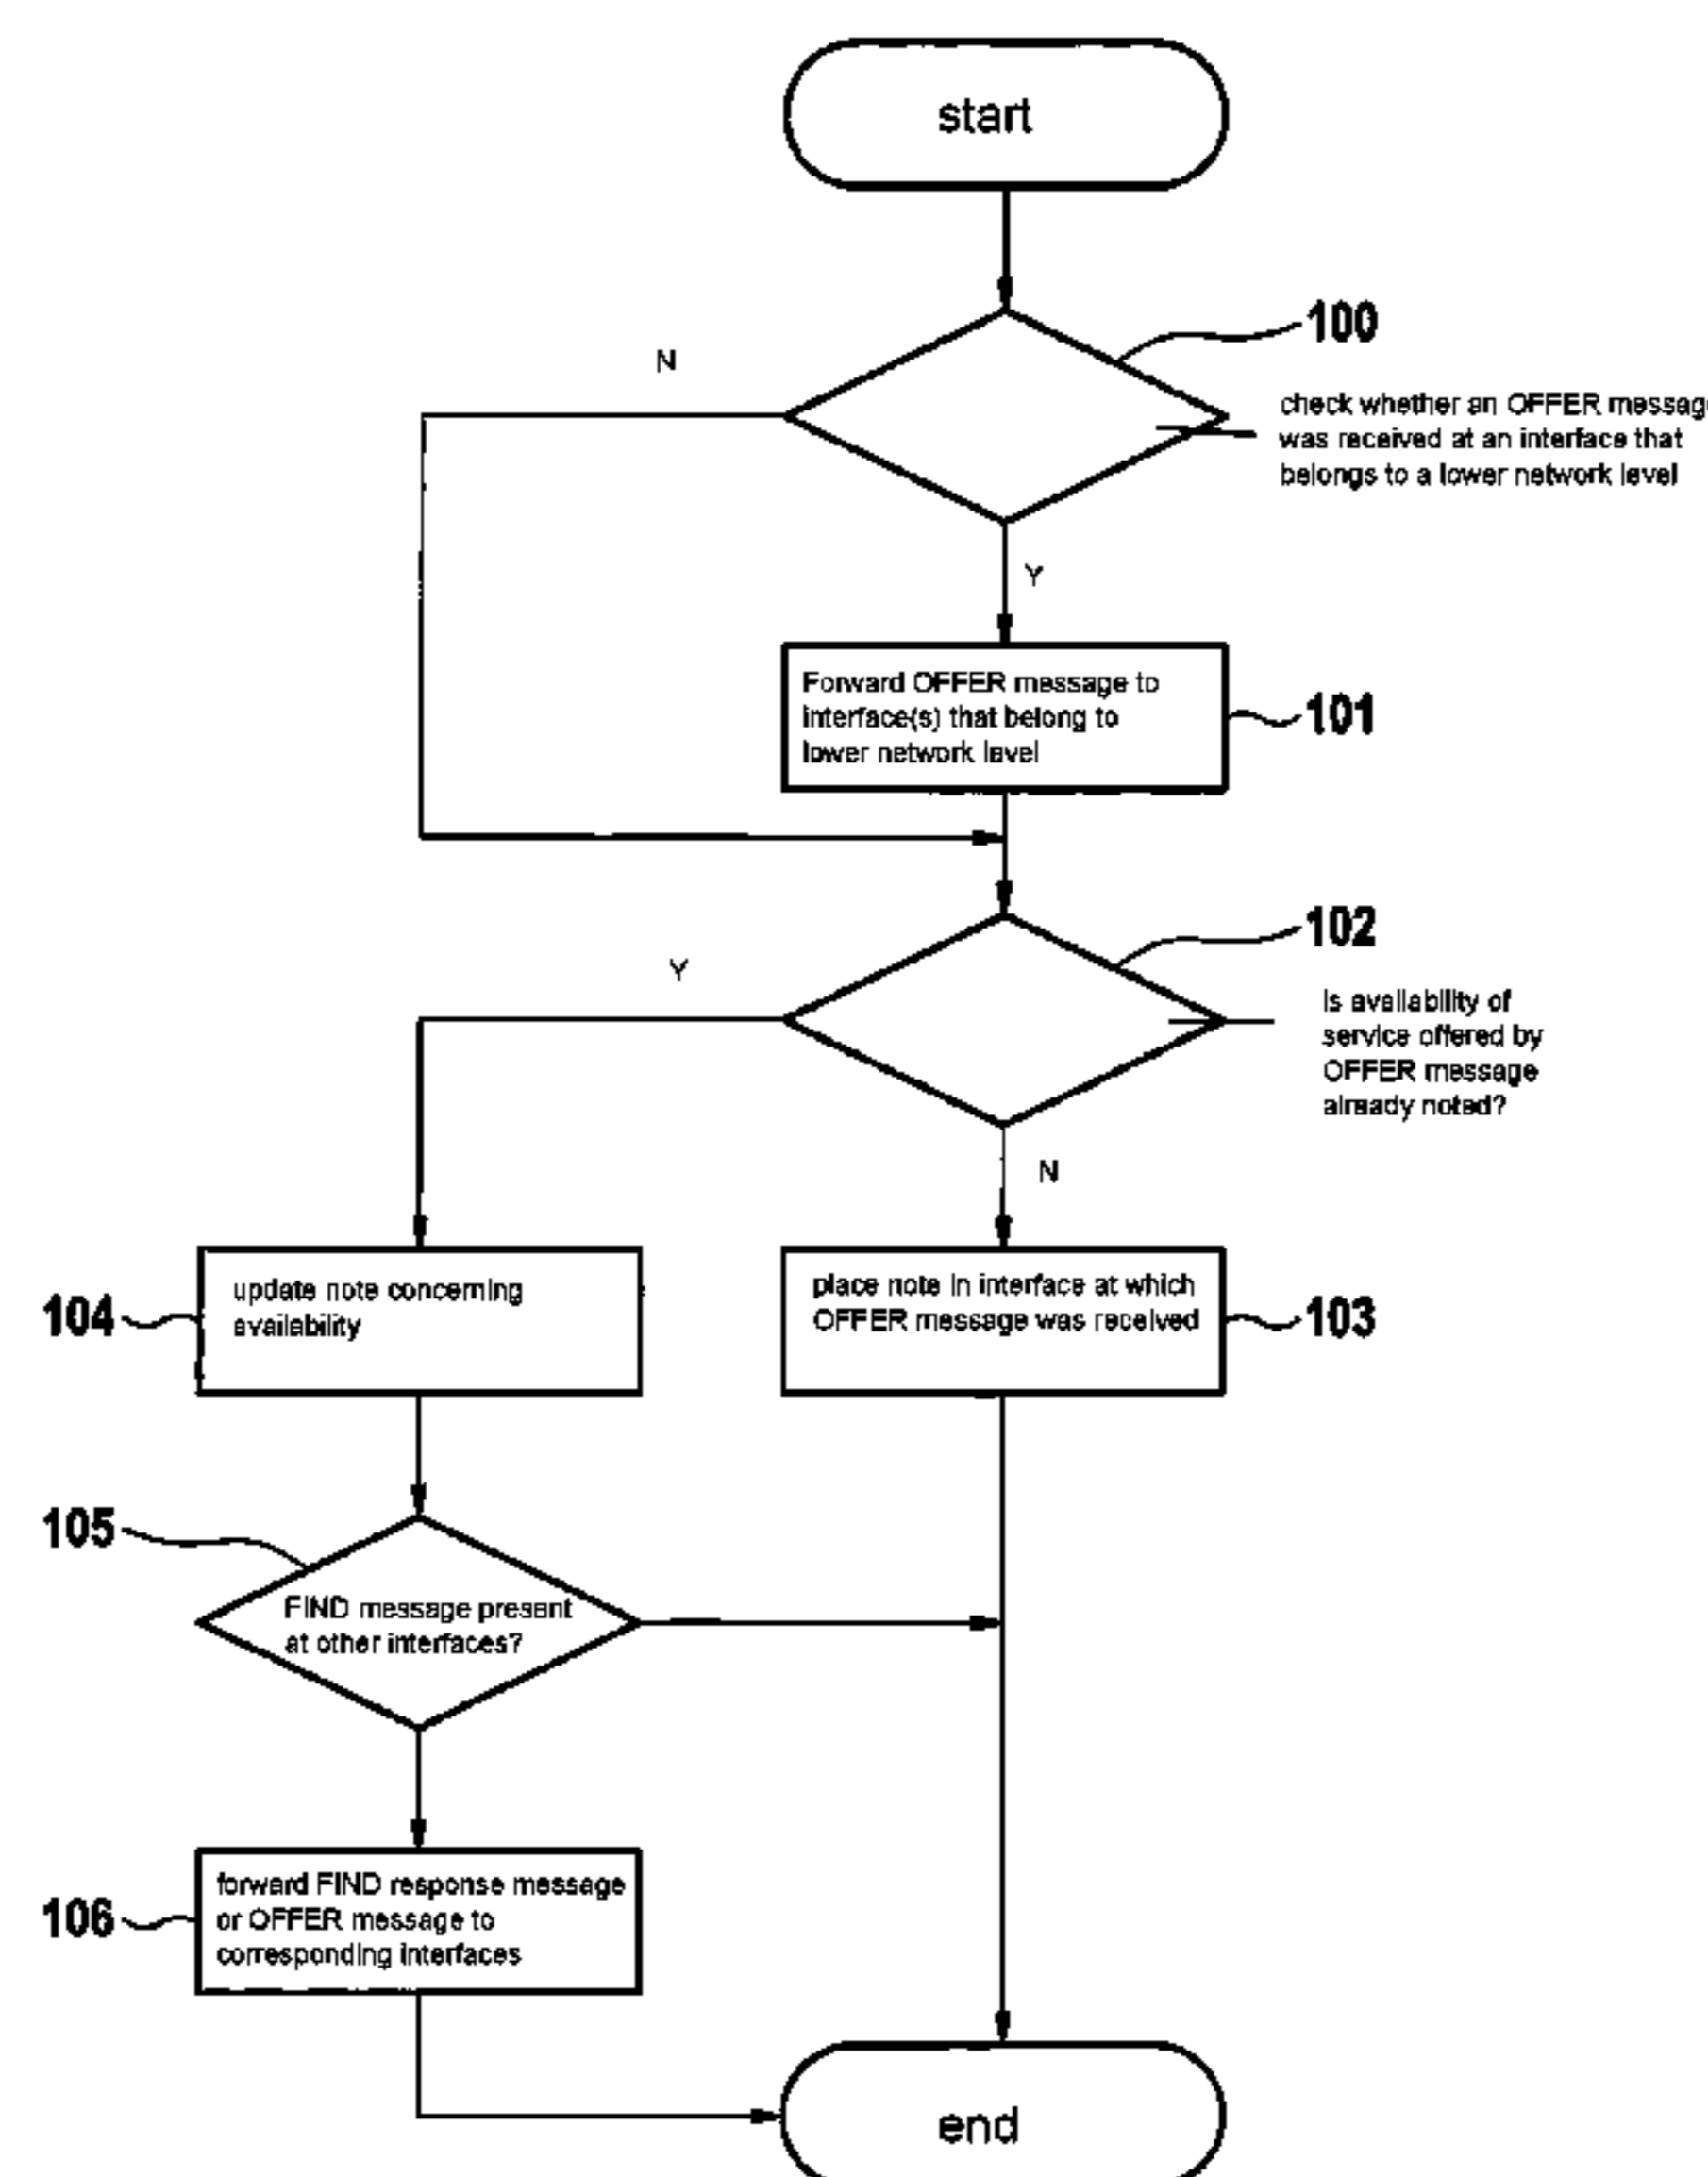 start
100
N
check whether an OFFER messag
was received at an interface that
belongs to a lower network level
Y
Forward OFFER message to
interface(s) that belong to
lower network level
101
102
Y
is availability of
service offered by
OFFER message
already noted?
N
104
update note concerning
availability
place note in interface at which
OFFER message was received
103
105
FIND message present
at other interfaces?
106
forward FIND response message
or OFFER message to
corresponding interfaces
end